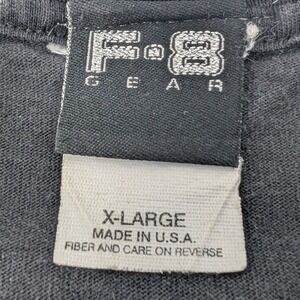 F•8
GEAR
X-LARGE
MADE IN U.S.A.
FIBER AND CARE ON REVERSE